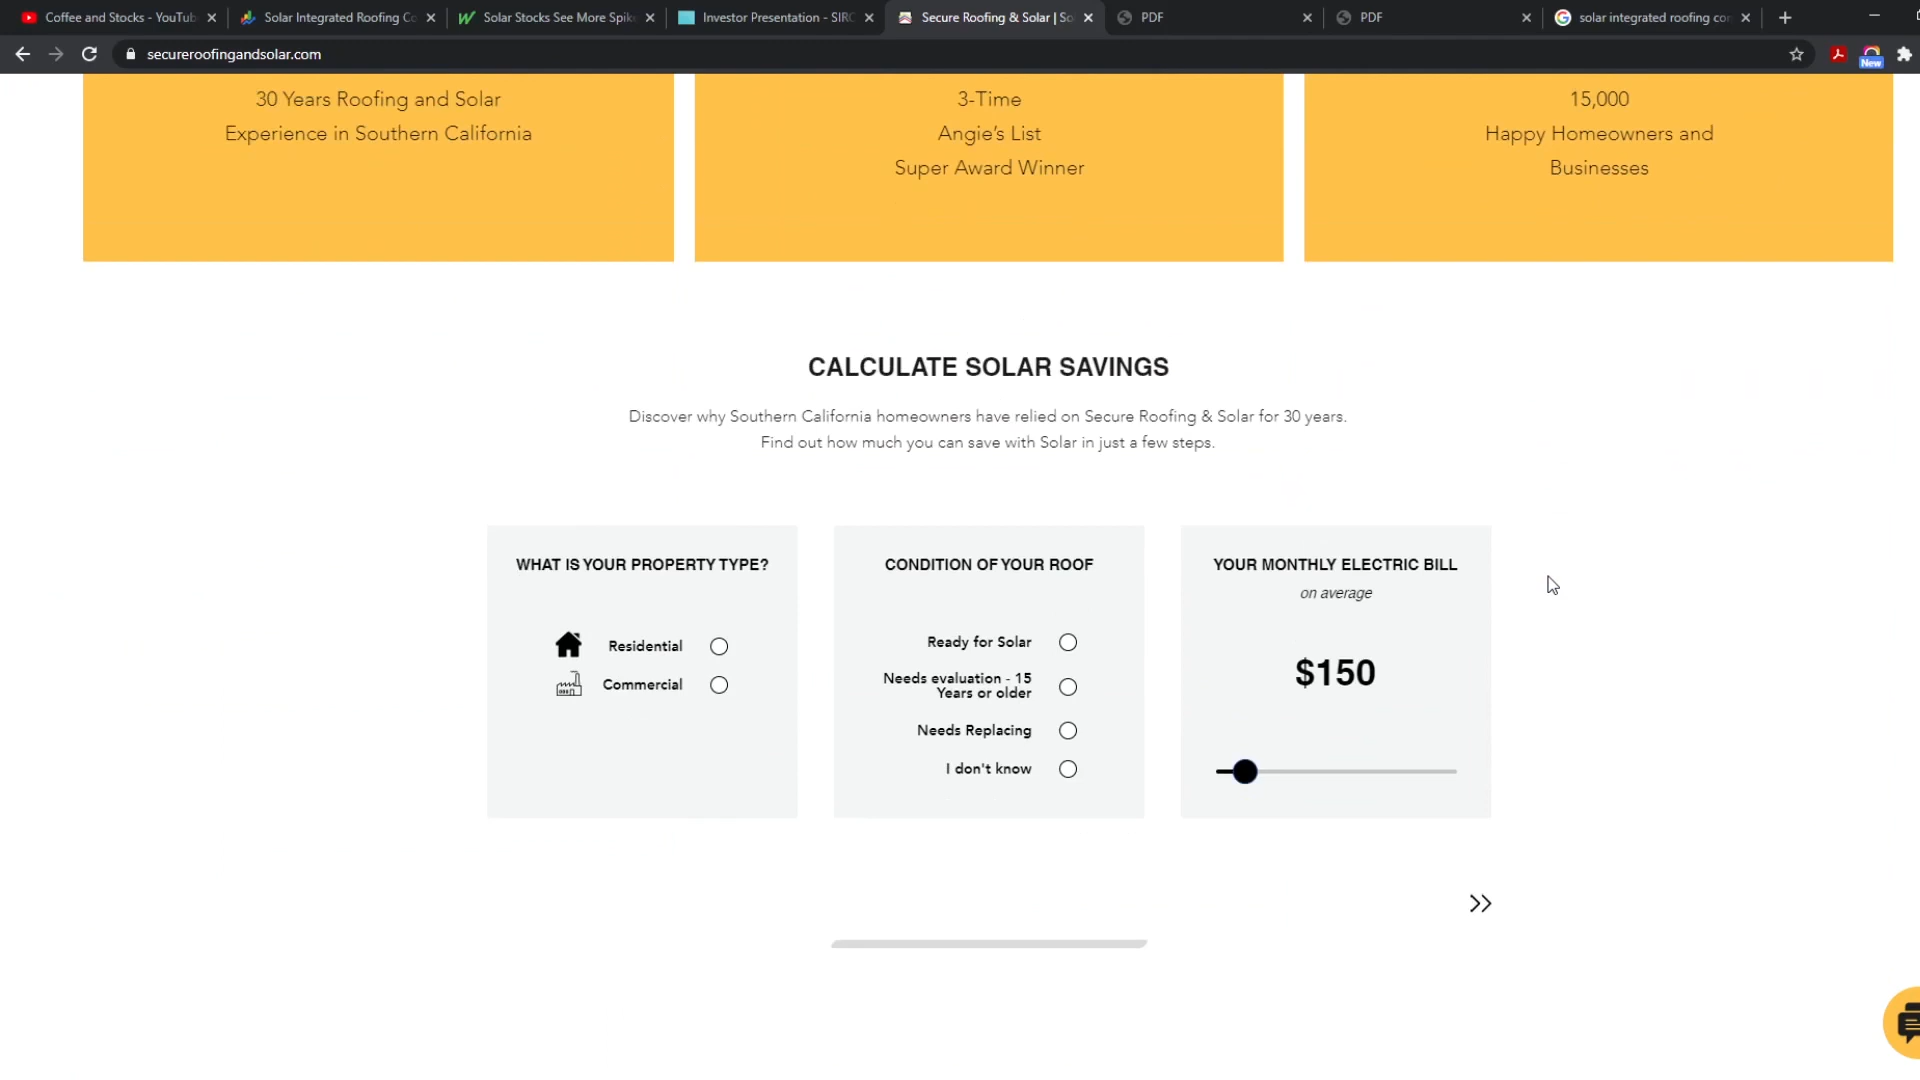 Coffee and Stocks - YouTub
Solar Integrated Roofing Co
Solar Stocks See More Spik
Investor Presentation - SIRC
Secure Roofing & Solar | So
PDF
PDF
solar integrated roofing cor
secureroofingandsolar.com
New
30 Years Roofing and Solar
Experience in Southern California
3-Time
Angie's List
Super Award Winner
15,000
Happy Homeowners and
Businesses
CALCULATE SOLAR SAVINGS
Discover why Southern California homeowners have relied on Secure Roofing & Solar for 30 years.
Find out how much you can save with Solar in just a few steps.
WHAT IS YOUR PROPERTY TYPE?
Residential
Commercial
CONDITION OF YOUR ROOF
Ready for Solar
Needs evaluation - 15
Years or older
Needs Replacing
I don't know
YOUR MONTHLY ELECTRIC BILL
on average
$150